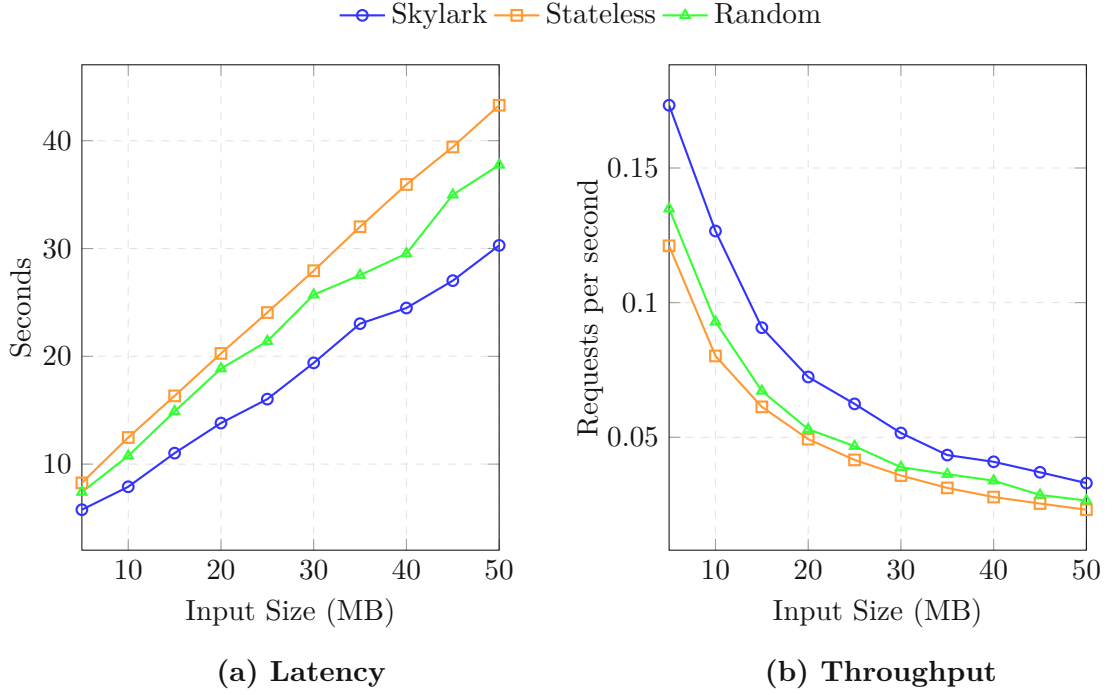 Skylark Stateless Random
Seconds
40
30
20
10
10 20 30 40 50
Input Size (MB)
(a) Latency
Requests per second
0.15
0.1
0.05
10 20 30 40 50
Input Size (MB)
(b) Throughput